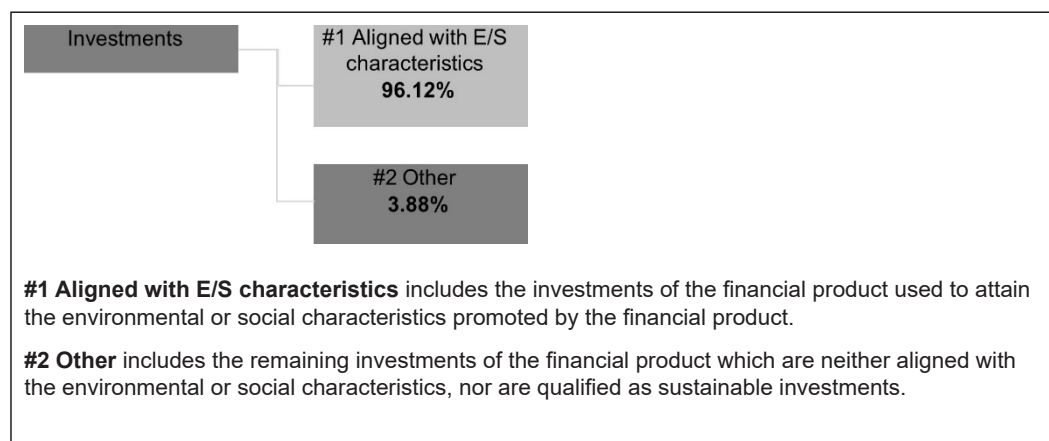 Investments
#1 Aligned with E/S
characteristics
96.12%
#2 Other
3.88%
#1 Aligned with E/S characteristics includes the investments of the financial product used to attain
the environmental or social characteristics promoted by the financial product.
#2 Other includes the remaining investments of the financial product which are neither aligned with
the environmental or social characteristics, nor are qualified as sustainable investments.